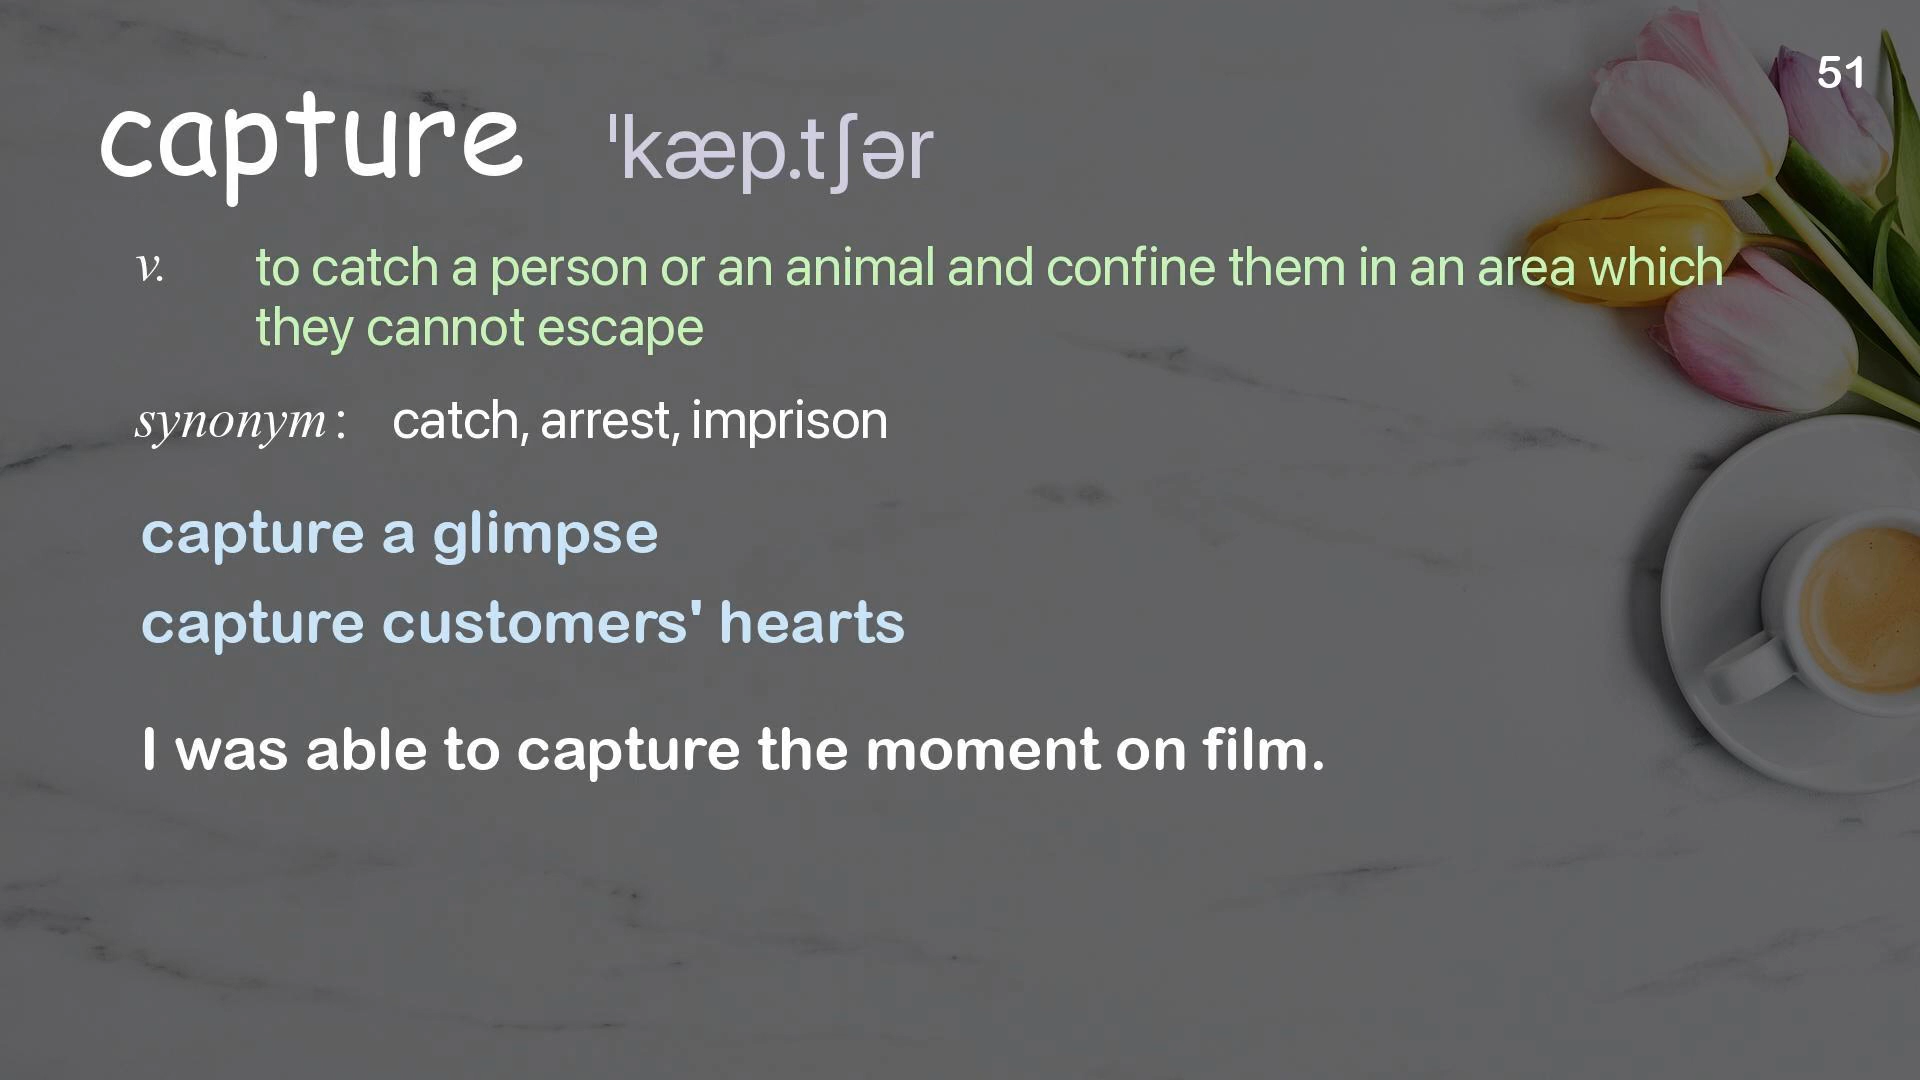 51
capture ˈkæp.tʃər
v. to catch a person or an animal and confine them in an area which
they cannot escape
synonym: catch, arrest, imprison
capture a glimpse
capture customers' hearts
I was able to capture the moment on film.